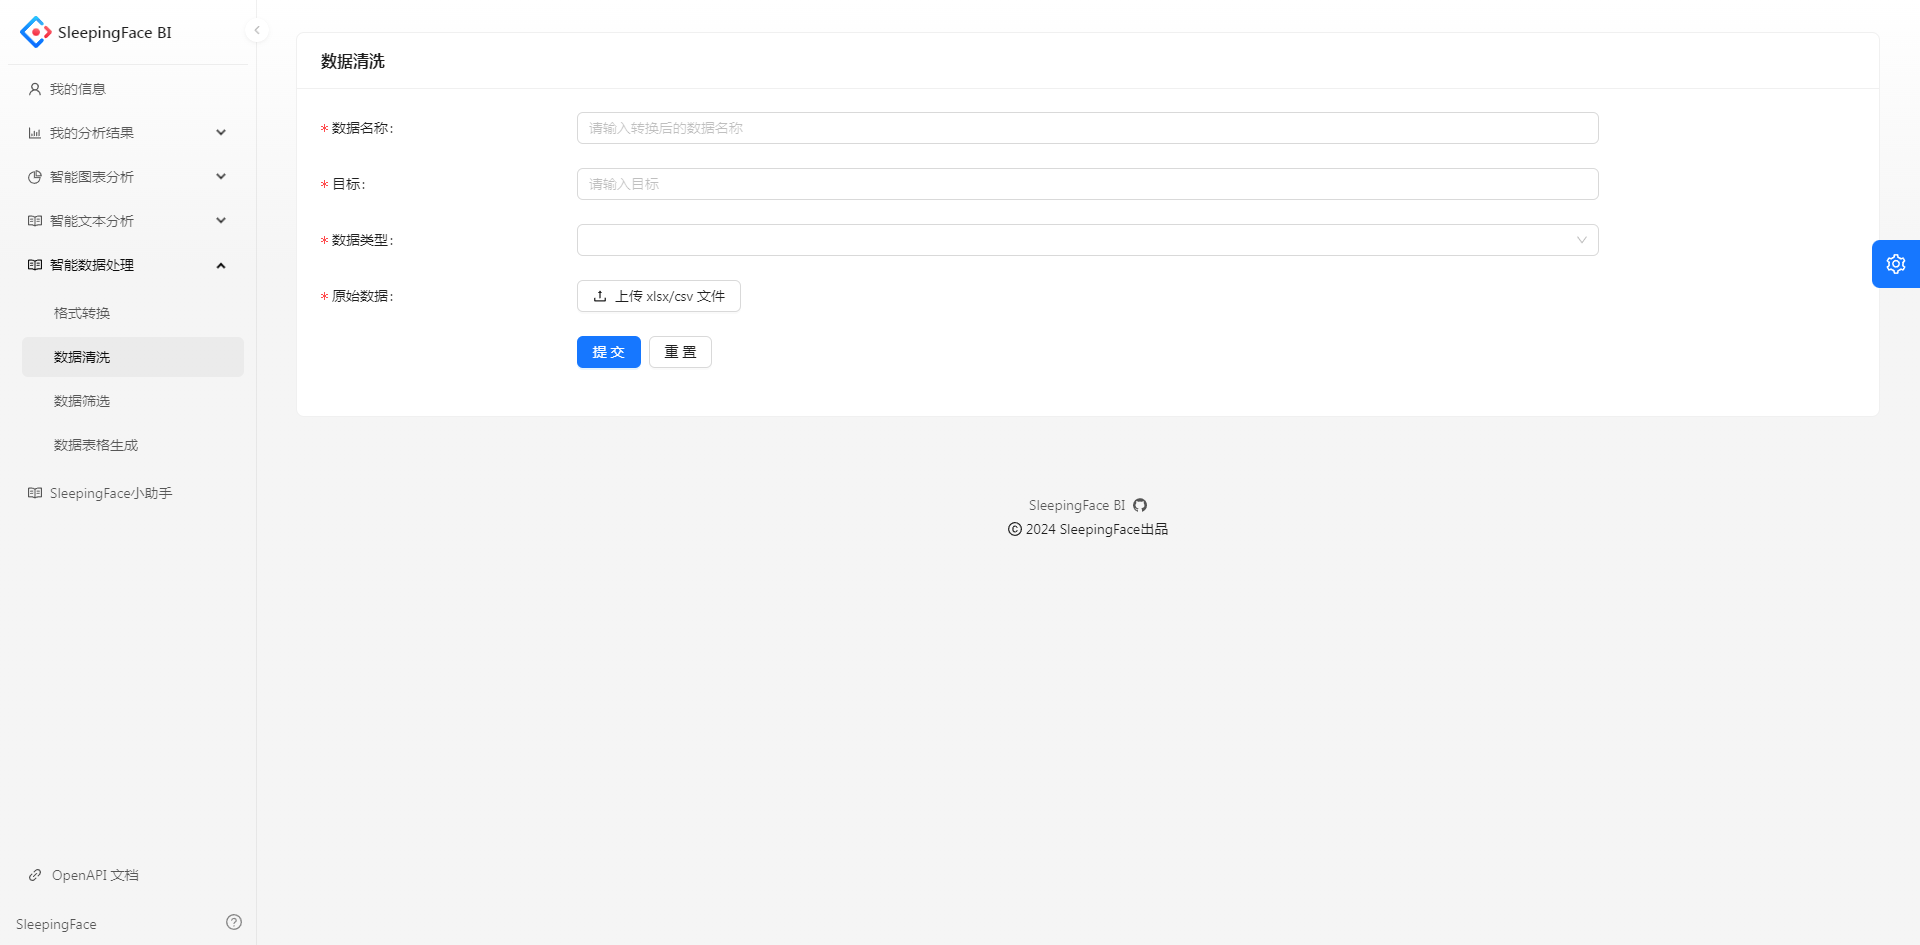 SleepingFace BI
我的信息
我的分析结果
智能图表分析
智能文本分析
智能数据处理
格式转换
数据清洗
数据筛选
数据表格生成
SleepingFace小助手
OpenAPI 文档
SleepingFace
数据清洗
* 数据名称:
请输入转换后的数据名称
* 目标:
请输入目标
* 数据类型:
* 原始数据:
上传 xlsx/csv 文件
提 交
重 置
SleepingFace BI
© 2024 SleepingFace出品